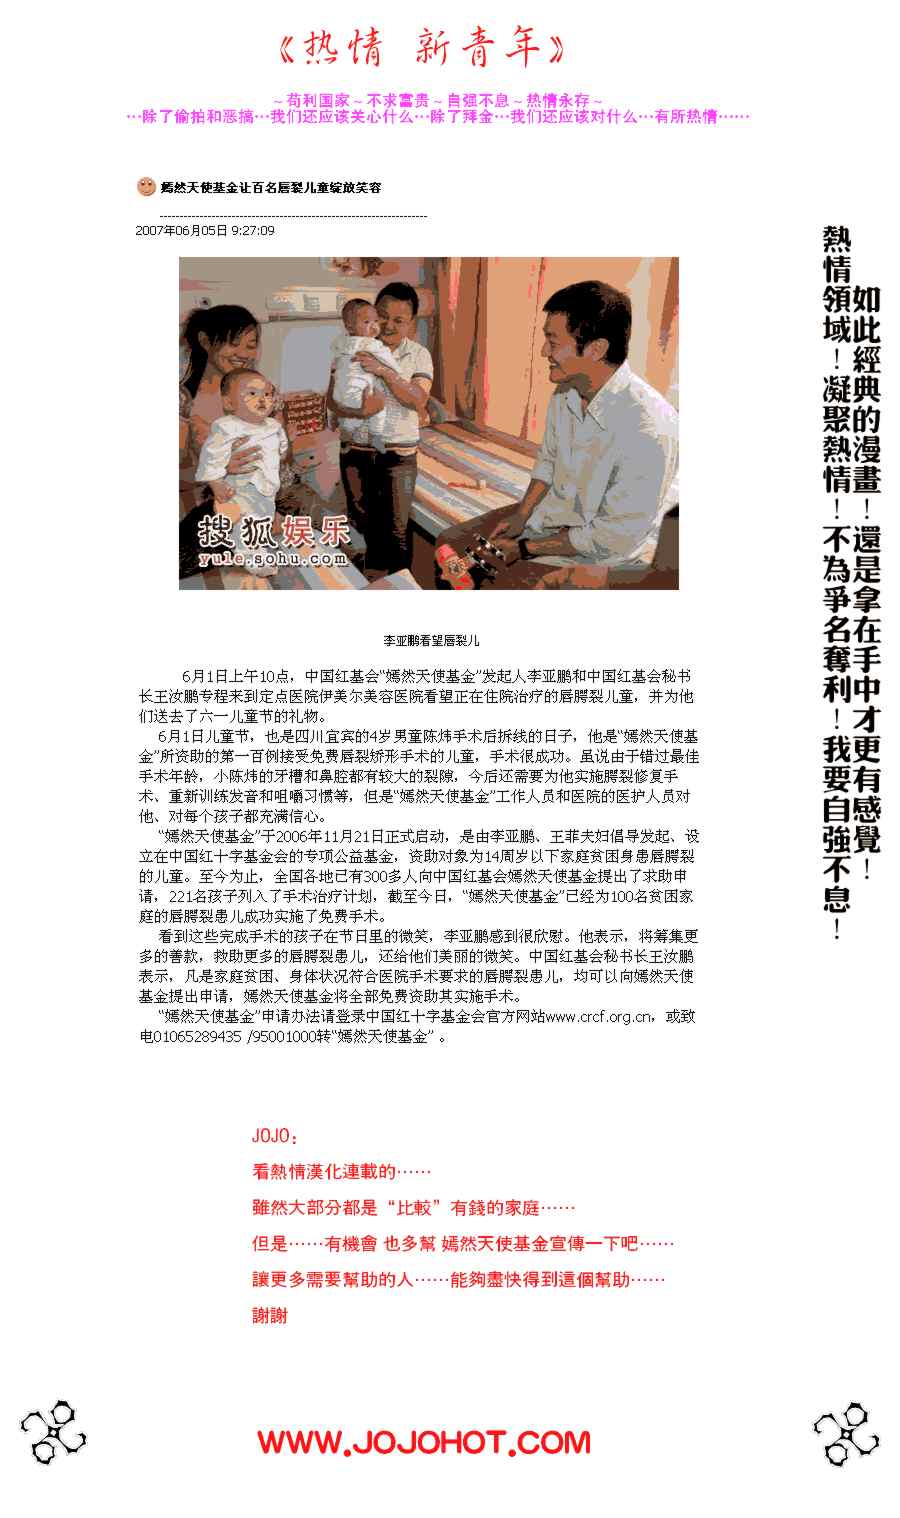 《热情 新青年》
～苟利国家～不求富贵～自强不息～热情永存～
…除了偷拍和恶搞…我们还应该关心什么…除了拜金…我们还应该对什么…有所热情……
嫣然天使基金让百名唇裂儿童绽放笑容
-------------------------------------------------------------------
2007年06月05日 9:27:09
搜狐娱乐
yule.sohu.com
李亚鹏看望唇裂儿
6月1日上午10点，中国红基会“嫣然天使基金”发起人李亚鹏和中国红基会秘书
长王汝鹏专程来到定点医院伊美尔美容医院看望正在住院治疗的唇腭裂儿童，并为他
们送去了六一儿童节的礼物。
6月1日儿童节，也是四川宜宾的4岁男童陈炜手术后拆线的日子，他是“嫣然天使基
金”所资助的第一百例接受免费唇裂矫形手术的儿童，手术很成功。虽说由于错过最佳
手术年龄，小陈炜的牙槽和鼻腔都有较大的裂隙，今后还需要为他实施腭裂修复手
术、重新训练发音和咀嚼习惯等，但是“嫣然天使基金”工作人员和医院的医护人员对
他、对每个孩子都充满信心。
“嫣然天使基金”于2006年11月21日正式启动，是由李亚鹏、王菲夫妇倡导发起、设
立在中国红十字基金会的专项公益基金，资助对象为14周岁以下家庭贫困身患唇腭裂
的儿童。至今为止，全国各地已有300多人向中国红基会嫣然天使基金提出了求助申
请，221名孩子列入了手术治疗计划，截至今日，“嫣然天使基金”已经为100名贫困家
庭的唇腭裂患儿成功实施了免费手术。
看到这些完成手术的孩子在节日里的微笑，李亚鹏感到很欣慰。他表示，将筹集更
多的善款，救助更多的唇腭裂患儿，还给他们美丽的微笑。中国红基会秘书长王汝鹏
表示，凡是家庭贫困、身体状况符合医院手术要求的唇腭裂患儿，均可以向嫣然天使
基金提出申请，嫣然天使基金将全部免费资助其实施手术。
“嫣然天使基金”申请办法请登录中国红十字基金会官方网站www.crcf.org.cn，或致
电01065289435 /95001000转“嫣然天使基金” 。
如此經典的漫畫！還是拿在手中才更有感覺！
熱情領域！凝聚熱情！不為爭名奪利！我要自強不息！
JOJO：
看熱情漢化連載的……
雖然大部分都是“比較”有錢的家庭……
但是……有機會 也多幫 嫣然天使基金宣傳一下吧……
讓更多需要幫助的人……能夠盡快得到這個幫助……
謝謝
WWW.JOJOHOT.COM